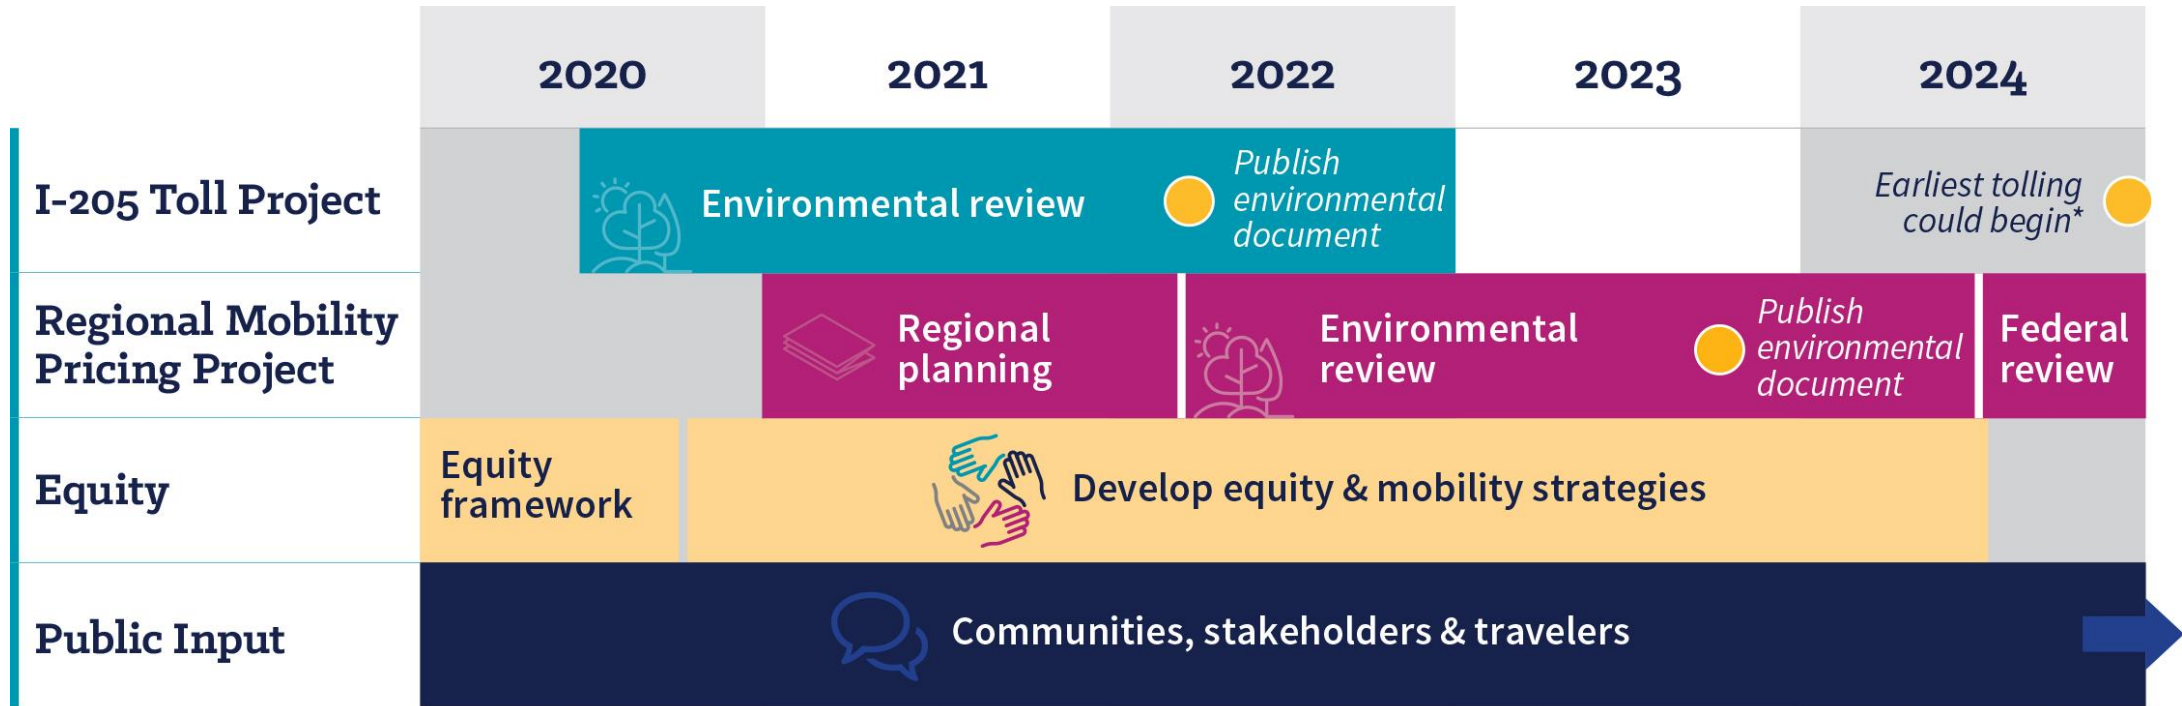 2020
2021
2022
2023
2024
I-205 Toll Project
Environmental review
Publish
environmental
document
Earliest tolling
could begin*
Regional Mobility
Pricing Project
Regional
planning
Environmental
review
Publish
environmental
document
Federal
review
Equity
Equity
framework
Develop equity & mobility strategies
Public Input
Communities, stakeholders & travelers